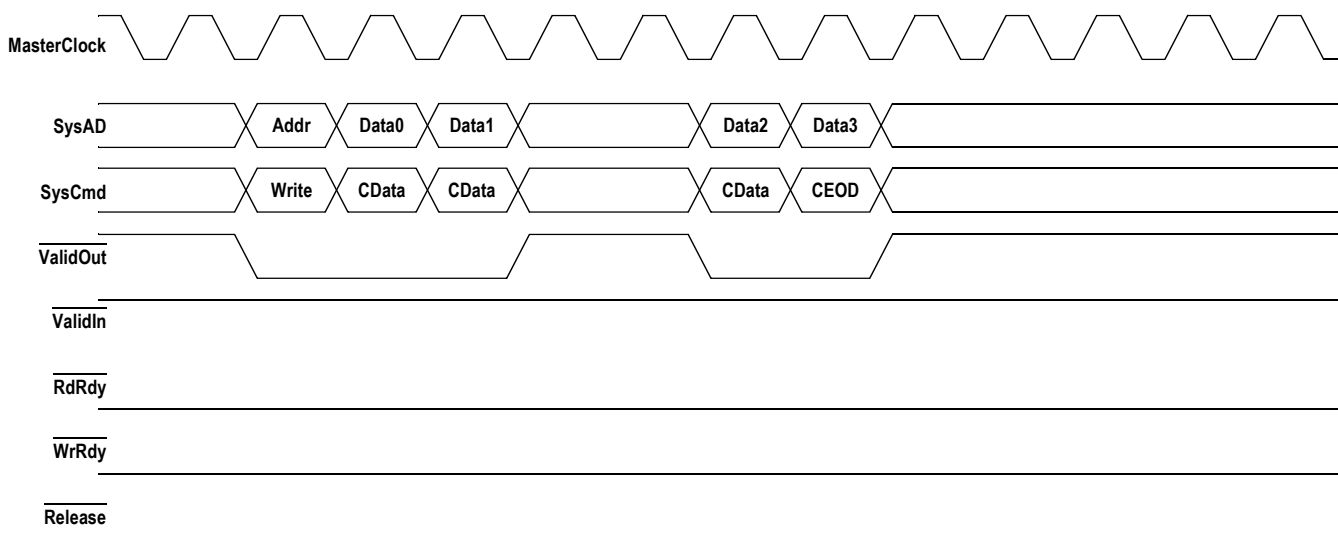 MasterClock
SysAD Addr Data0 Data1 Data2 Data3
SysCmd Write CData CData CData CEOD
ValidOut
ValidIn
RdRdy
WrRdy
Release